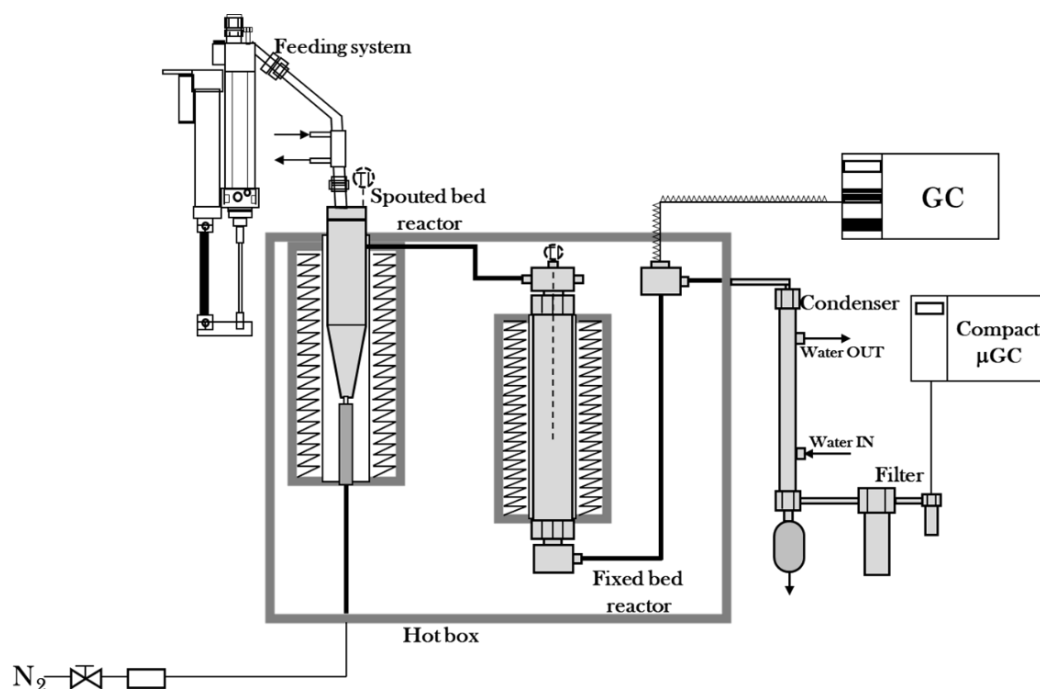 Feeding system
TI
Spouted bed
reactor
GC
TI
Condenser
Water OUT
Compact
μGC
Water IN
Filter
Fixed bed
reactor
Hot box
N₂